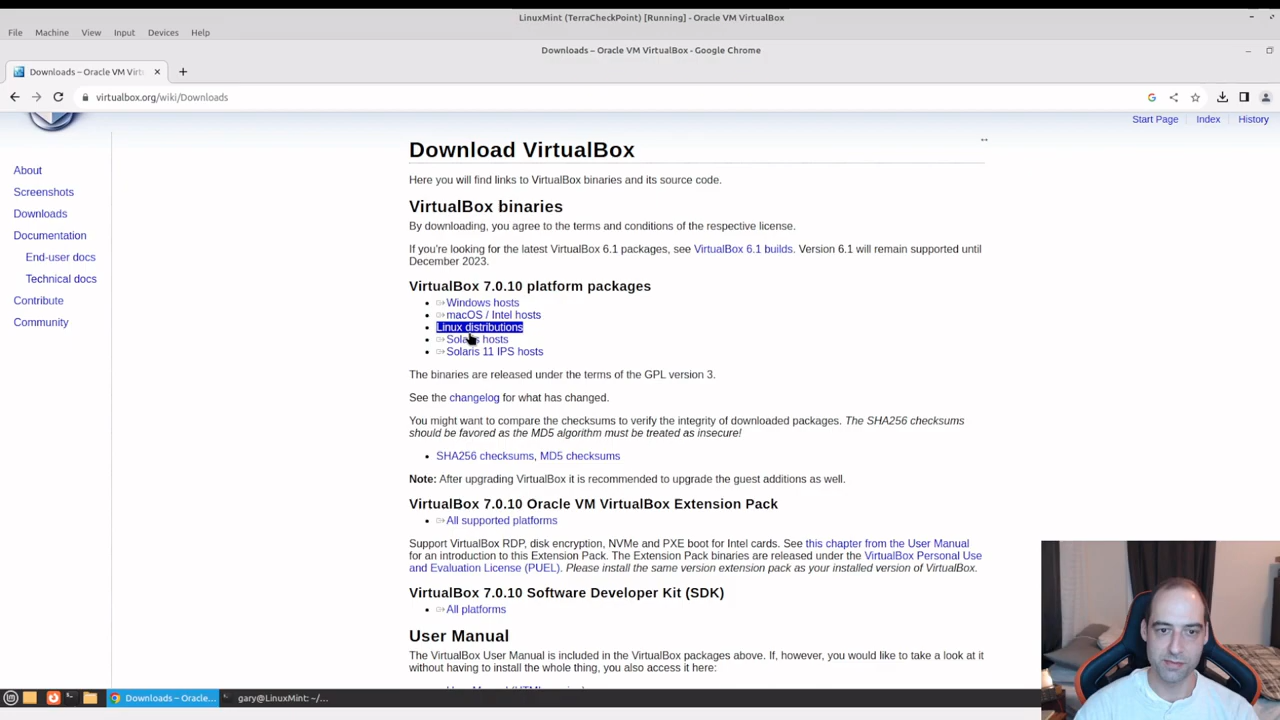 LinuxMint (TerraCheckPoint) [Running] - Oracle VM VirtualBox
File Machine View Input Devices Help
Downloads – Oracle VM VirtualBox - Google Chrome
Downloads – Oracle VM Virt
virtualbox.org/wiki/Downloads
Start Page Index History
About
Screenshots
Downloads
Documentation
End-user docs
Technical docs
Contribute
Community
Download VirtualBox
Here you will find links to VirtualBox binaries and its source code.
VirtualBox binaries
By downloading, you agree to the terms and conditions of the respective license.
If you're looking for the latest VirtualBox 6.1 packages, see VirtualBox 6.1 builds. Version 6.1 will remain supported until
December 2023.
VirtualBox 7.0.10 platform packages
Windows hosts
macOS / Intel hosts
Linux distributions
Solaris hosts
Solaris 11 IPS hosts
The binaries are released under the terms of the GPL version 3.
See the changelog for what has changed.
You might want to compare the checksums to verify the integrity of downloaded packages. The SHA256 checksums
should be favored as the MD5 algorithm must be treated as insecure!
SHA256 checksums, MD5 checksums
Note: After upgrading VirtualBox it is recommended to upgrade the guest additions as well.
VirtualBox 7.0.10 Oracle VM VirtualBox Extension Pack
All supported platforms
Support VirtualBox RDP, disk encryption, NVMe and PXE boot for Intel cards. See this chapter from the User Manual
for an introduction to this Extension Pack. The Extension Pack binaries are released under the VirtualBox Personal Use
and Evaluation License (PUEL). Please install the same version extension pack as your installed version of VirtualBox.
VirtualBox 7.0.10 Software Developer Kit (SDK)
All platforms
User Manual
The VirtualBox User Manual is included in the VirtualBox packages above. If, however, you would like to take a look at it
without having to install the whole thing, you also access it here:
Downloads – Oracle... gary@LinuxMint: ~/...